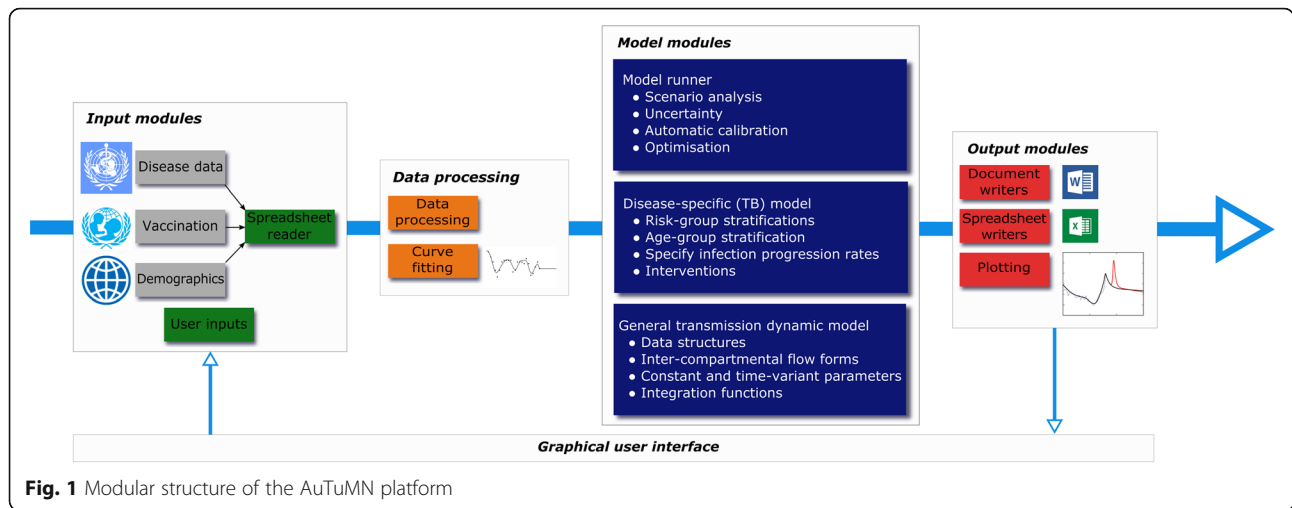 Input modules
Disease data
Vaccination
Demographics
Spreadsheet
reader
User inputs
Data processing
Data
processing
Curve
fitting
Model modules
Model runner
● Scenario analysis
● Uncertainty
● Automatic calibration
● Optimisation
Disease-specific (TB) model
● Risk-group stratifications
● Age-group stratification
● Specify infection progression rates
● Interventions
General transmission dynamic model
● Data structures
● Inter-compartmental flow forms
● Constant and time-variant parameters
● Integration functions
Output modules
Document
writers
W
Spreadsheet
writers
X
Plotting
Graphical user interface
Fig. 1 Modular structure of the AuTuMN platform